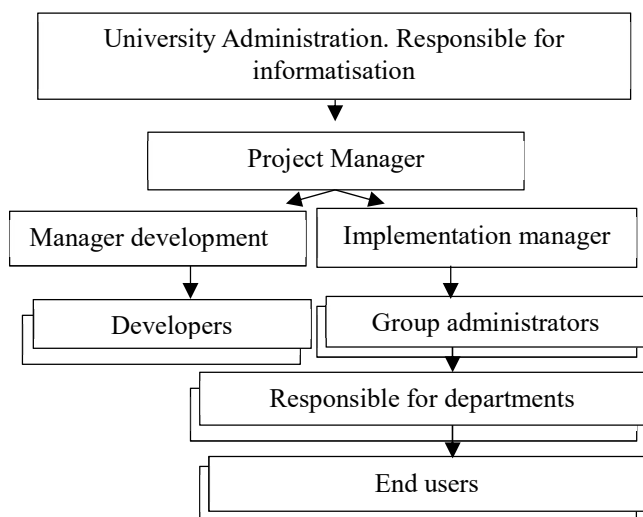 University Administration. Responsible for
informatisation
Project Manager
Manager development
Implementation manager
Developers
Group administrators
Responsible for departments
End users